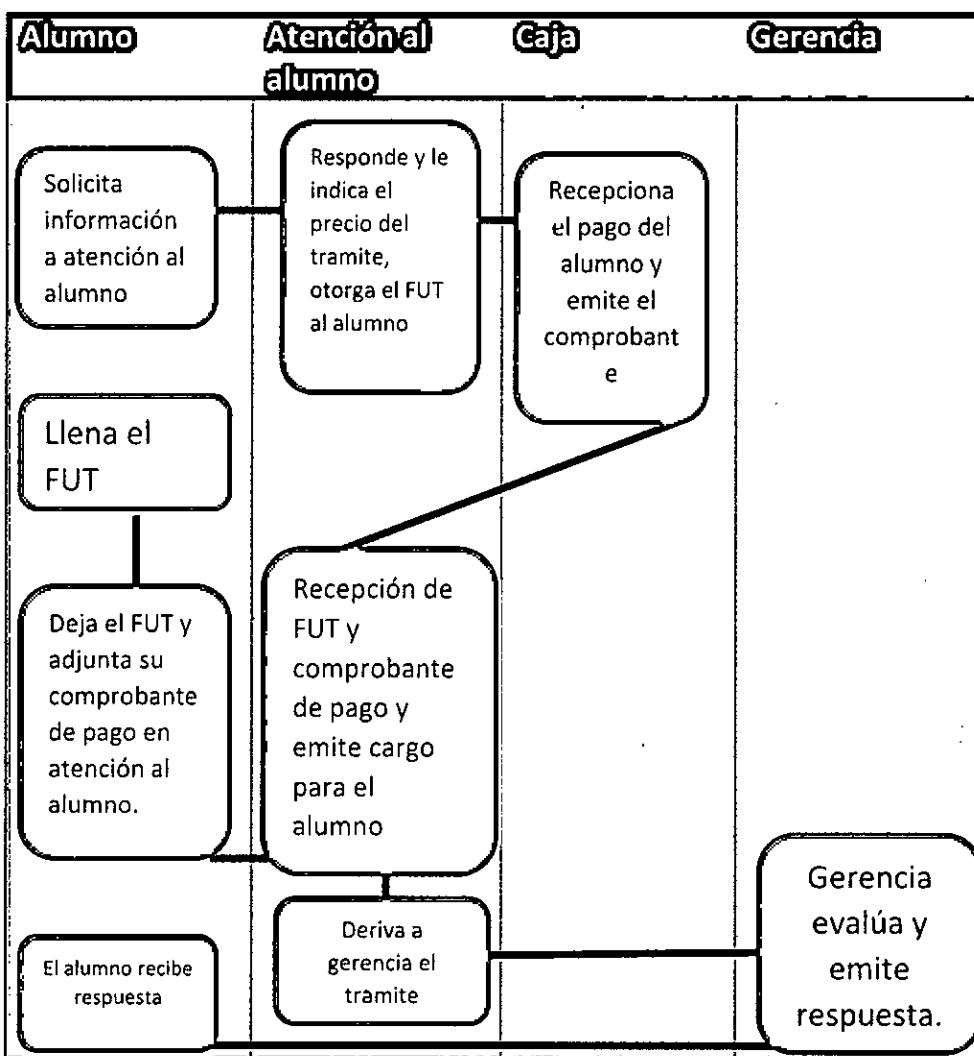 Alumno
Atención al
alumno
Caja
Gerencia
Solicita
información
a atención al
alumno
Responde y le
indica el
precio del
tramite,
otorga el FUT
al alumno
Recepciona
el pago del
alumno y
emite el
comprobant
e
Llena el
FUT
Deja el FUT y
adjunta su
comprobante
de pago en
atención al
alumno.
Recepción de
FUT y
comprobante
de pago y
emite cargo
para el
alumno
Deriva a
gerencia el
tramite
Gerencia
evalúa y
emite
respuesta.
El alumno recibe
respuesta